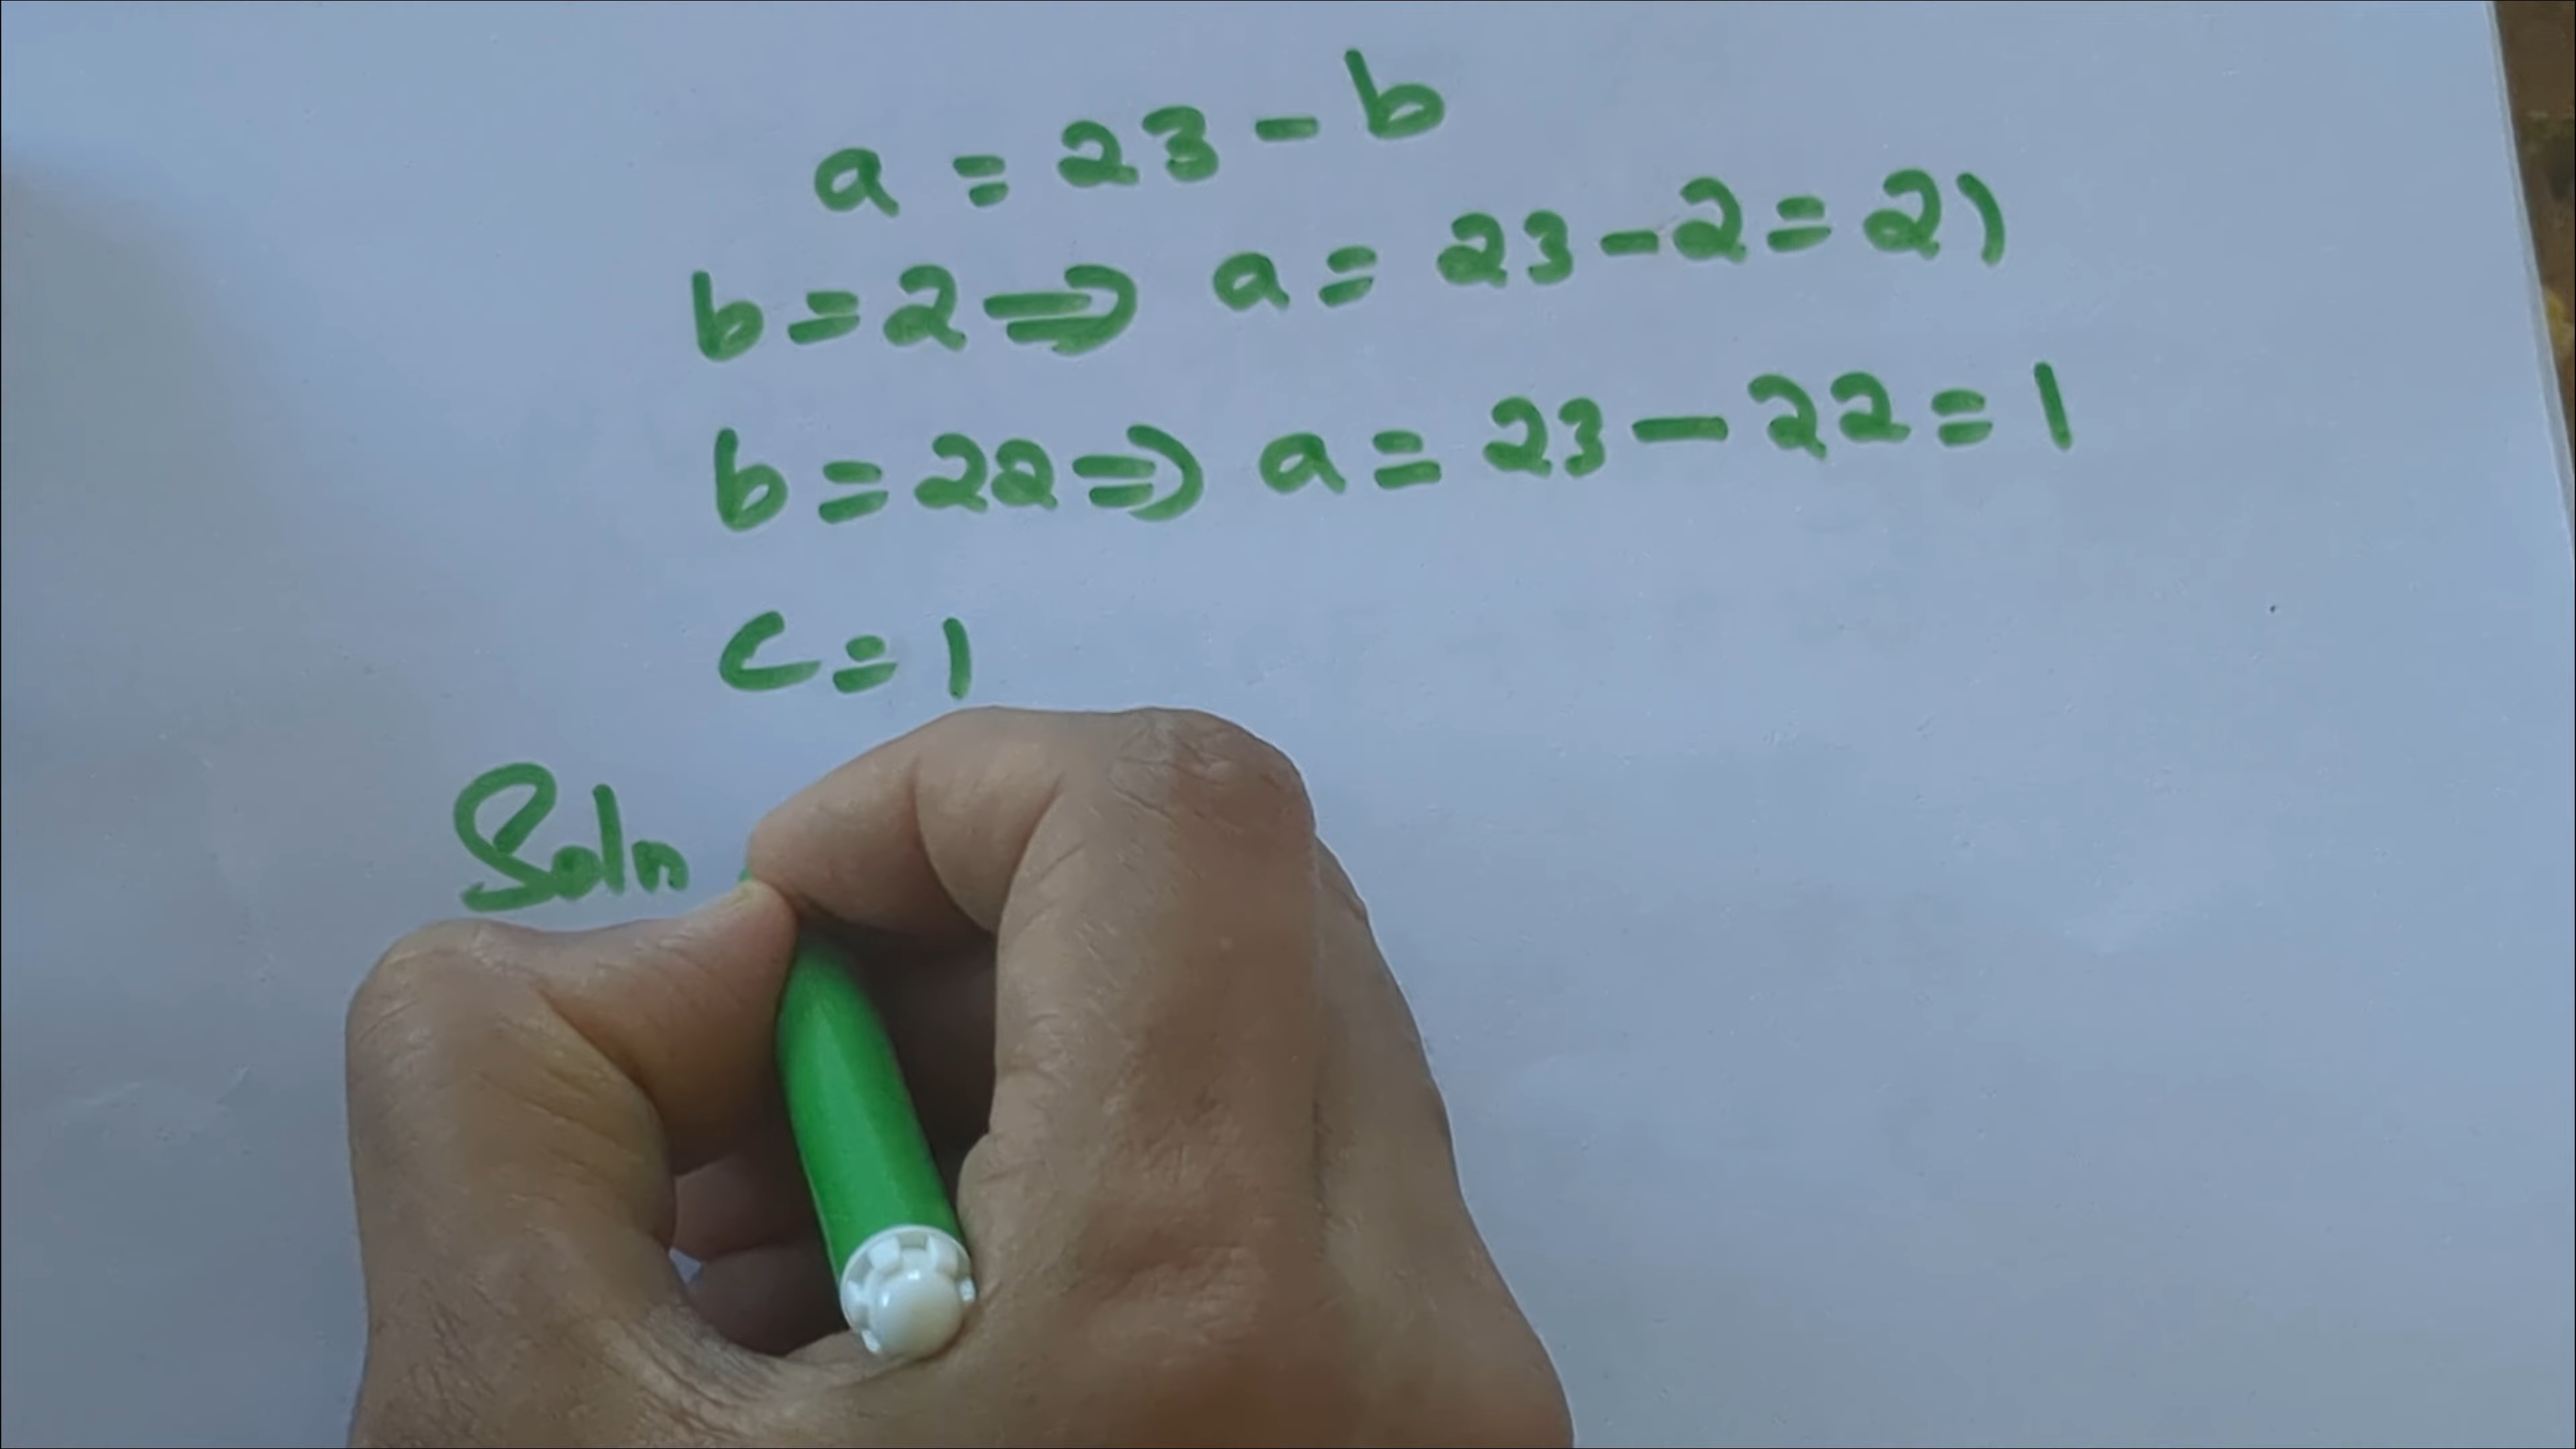 a = 23 - b
b = 2 ⇒ a = 23 - 2 = 21
b = 22 ⇒ a = 23 - 22 = 1
c = 1
Soln